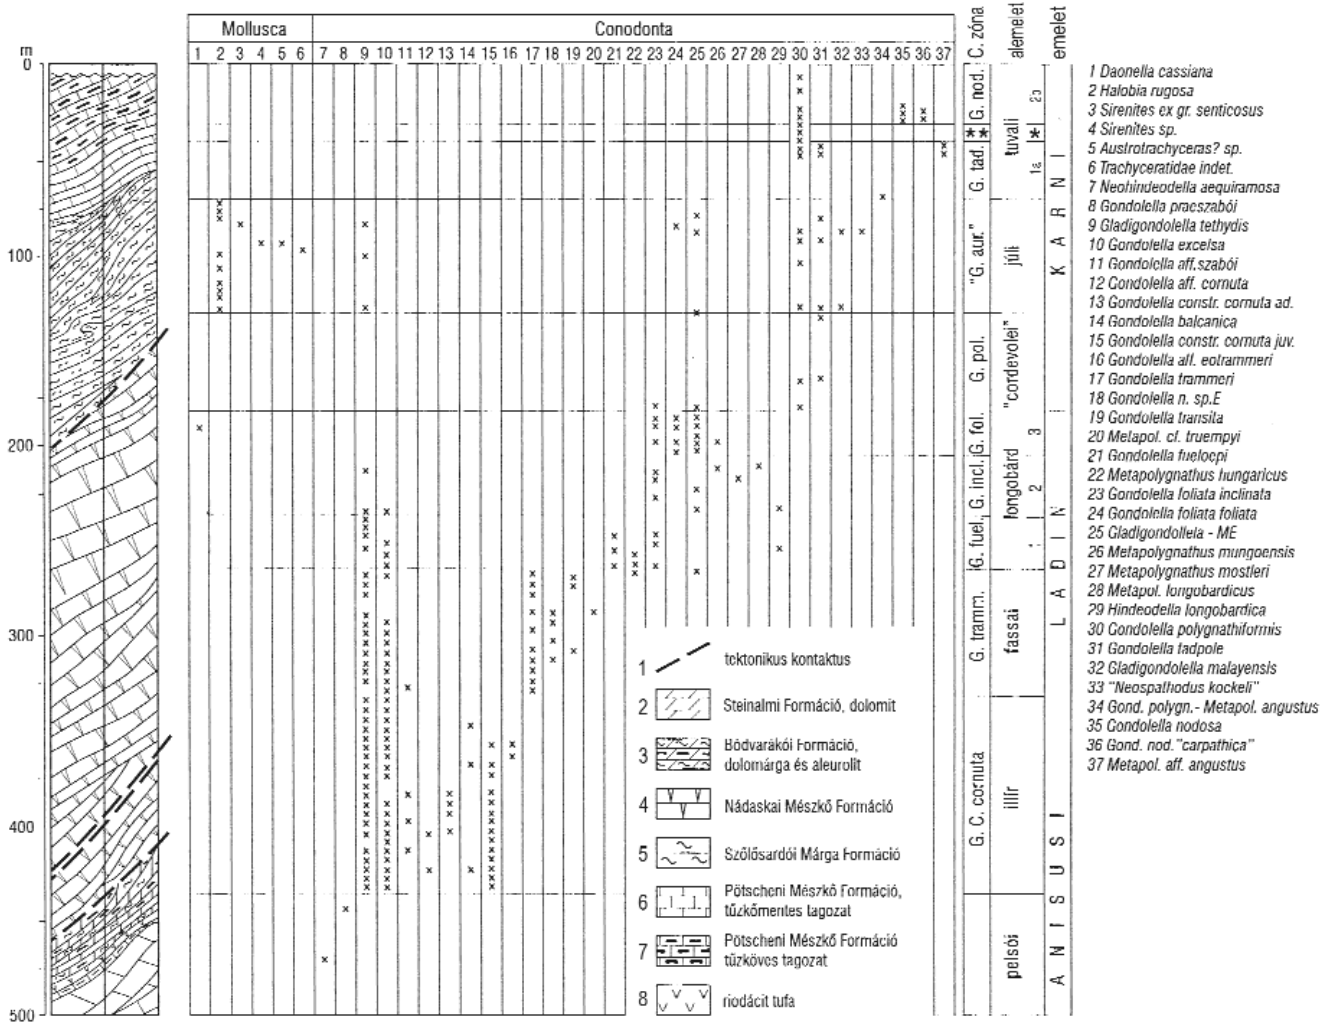 Mollusca
Conodonta
m
1 2 3 4 5 6 7 8 9 10 11 12 13 14 15 16 17 18 19 20 21 22 23 24 25 26 27 28 29 30 31 32 33 34 35 36 37
C. zóna
alemelet
emelet
0
100
200
300
400
500
G. nod.
**
G. tad.
"G. aur."
G. pol.
G. fol.
G. incl.
G. fuel.
G. tramm.
G. C. cornuta
2b
*
1a
tuvali
júli
"cordevolei"
longobárd
3
2
1
fassai
illír
pelsói
KARNI
LADIN
ANISUSI
1 tektonikus kontaktus
2 Steinalmi Formáció, dolomit
3 Bódvarákói Formáció,
dolomárga és aleurolit
4 Nádaskai Mészkő Formáció
5 Szőlősardói Márga Formáció
6 Pötscheni Mészkő Formáció,
tűzkőmentes tagozat
7 Pötscheni Mészkő Formáció
tűzköves tagozat
8 riodácit tufa
1 Daonella cassiana
2 Halobia rugosa
3 Sirenites ex gr. senticosus
4 Sirenites sp.
5 Austrotrachyceras? sp.
6 Trachyceratidae indet.
7 Neohindeodella aequiramosa
8 Gondolella praeszabói
9 Gladigondolella tethydis
10 Gondolella excelsa
11 Gondolella aff.szabói
12 Gondolella aff. cornuta
13 Gondolella constr. cornuta ad.
14 Gondolella balcanica
15 Gondolella constr. cornuta juv.
16 Gondolella aff. eotrammeri
17 Gondolella trammeri
18 Gondolella n. sp.E
19 Gondolella transita
20 Metapol. cf. truempyi
21 Gondolella fueloepi
22 Metapolygnathus hungaricus
23 Gondolella foliata inclinata
24 Gondolella foliata foliata
25 Gladigondollela - ME
26 Metapolygnathus mungoensis
27 Metapolygnathus mostleri
28 Metapol. longobardicus
29 Hindeodella longobardica
30 Gondolella polygnathiformis
31 Gondolella tadpole
32 Gladigondolella malayensis
33 "Neospathodus kockeli"
34 Gond. polygn.- Metapol. angustus
35 Gondolella nodosa
36 Gond. nod."carpathica"
37 Metapol. aff. angustus